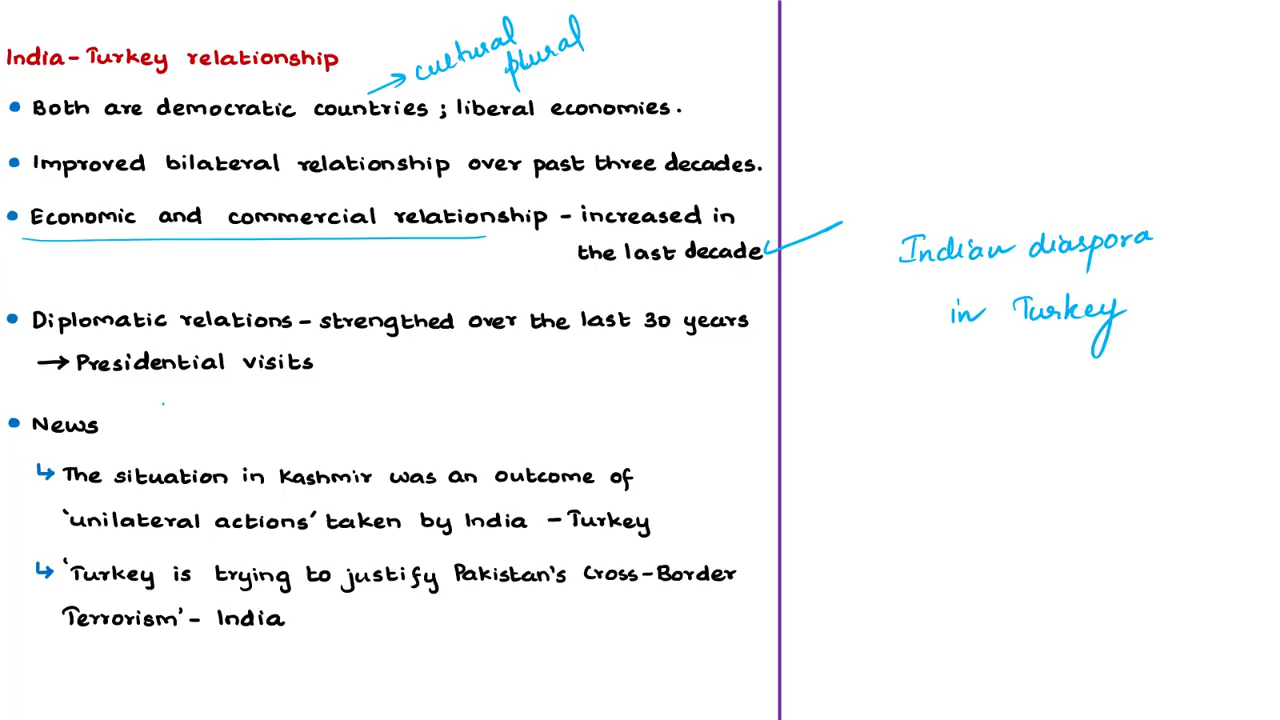 India-Turkey relationship
cultural
plural
• Both are democratic countries ; liberal economies.
• Improved bilateral relationship over past three decades.
• Economic and commercial relationship - increased in
the last decade
• Diplomatic relations - strengthed over the last 30 years
→ Presidential visits
• News
↳ The situation in Kashmir was an outcome of
'unilateral actions' taken by India - Turkey
↳ 'Turkey is trying to justify Pakistan's Cross-Border
Terrorism' - India
Indian diaspora
in Turkey